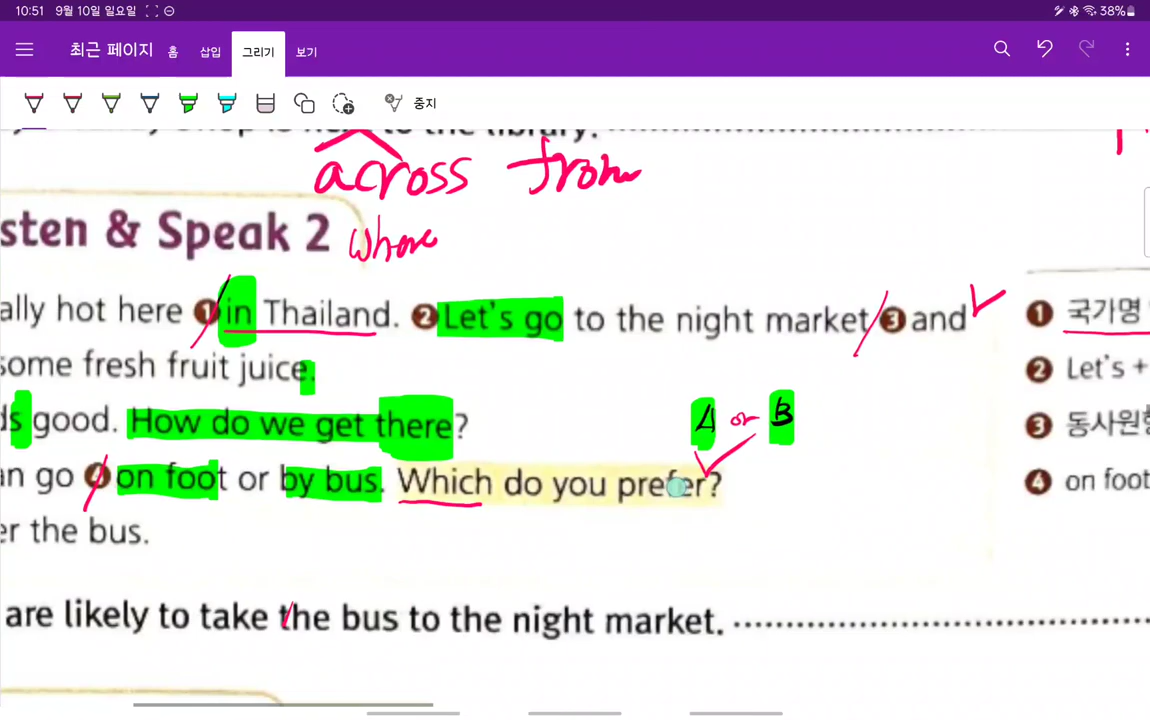 10:51 9월 10일 일요일 38%
최근 페이지 홈 삽입 그리기 보기
중지
to the library.
across from
sten & Speak 2 where
ally hot here ❶ in Thailand. ❷ Let's go to the night market ❸ and
❶ 국가명
some fresh fruit juice.
❷ Let's +
ds good. How do we get there?
A or B
❸ 동사원형
an go ❹ on foot or by bus. Which do you prefer?
❹ on foot
er the bus.
are likely to take the bus to the night market.